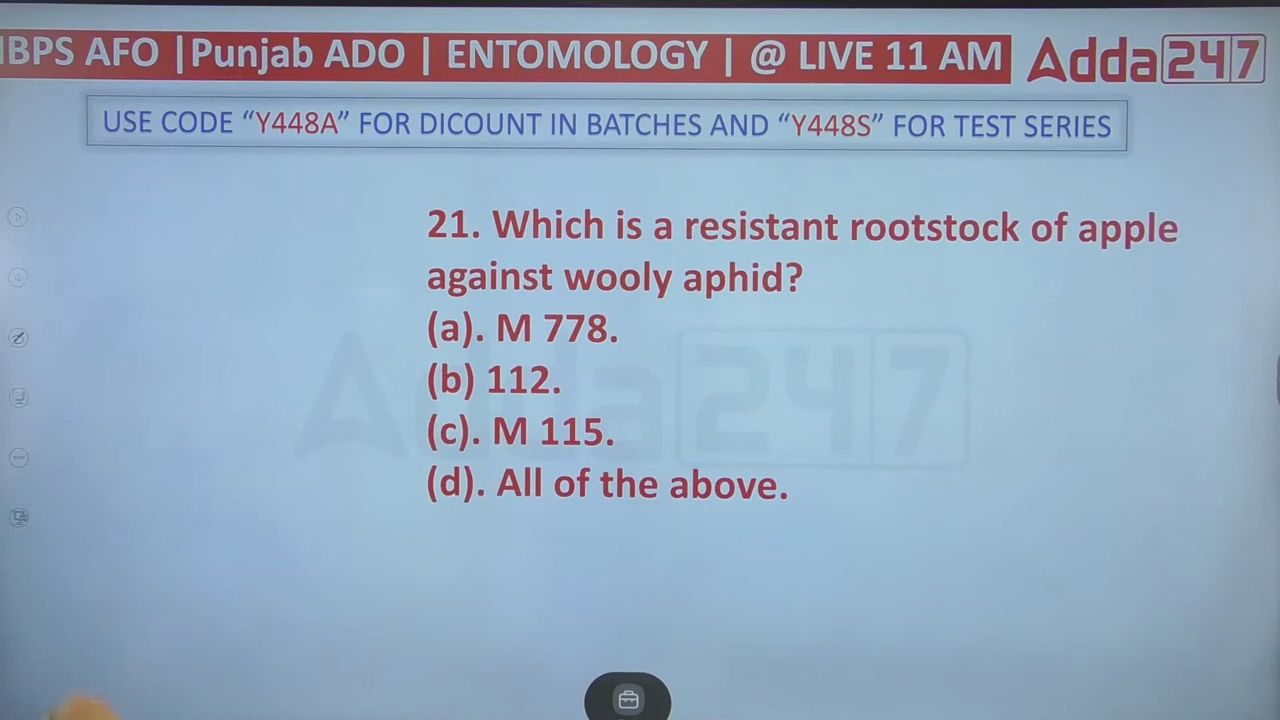 IBPS AFO |Punjab ADO | ENTOMOLOGY | @ LIVE 11 AM
Adda247
USE CODE “Y448A” FOR DICOUNT IN BATCHES AND “Y448S” FOR TEST SERIES
21. Which is a resistant rootstock of apple
against wooly aphid?
(a). M 778.
(b) 112.
(c). M 115.
(d). All of the above.
Adda247